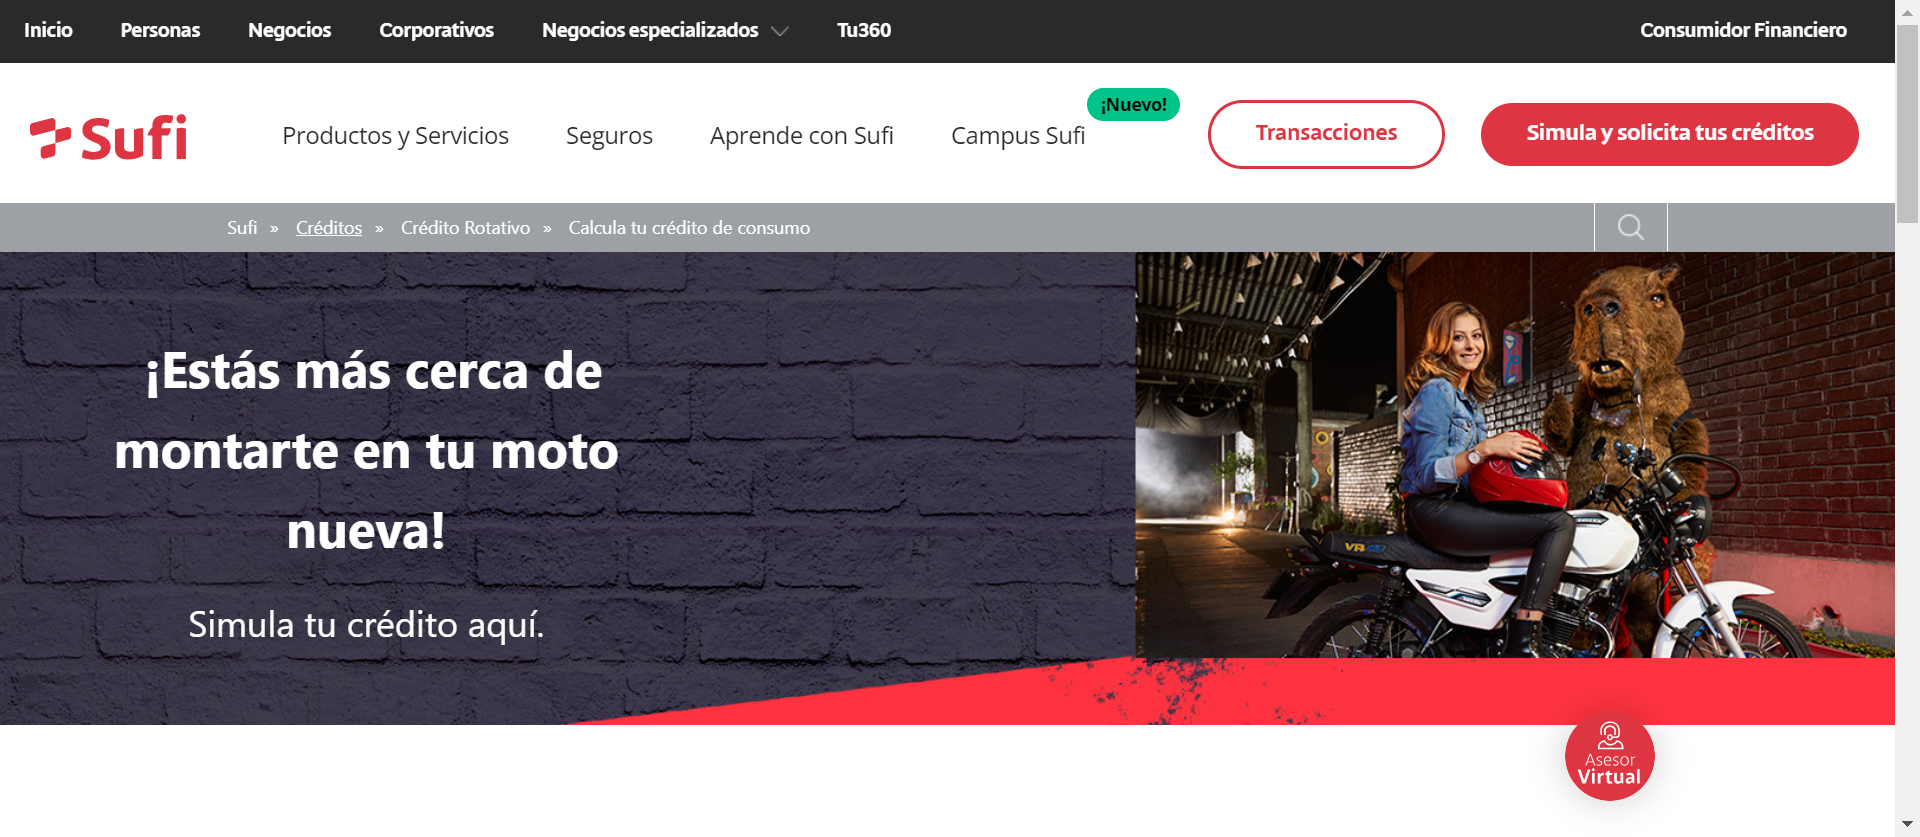 Inicio Personas Negocios Corporativos Negocios especializados Tu360 Consumidor Financiero
¡Nuevo!
Sufi Productos y Servicios Seguros Aprende con Sufi Campus Sufi Transacciones Simula y solicita tus créditos
Sufi » Créditos » Crédito Rotativo » Calcula tu crédito de consumo
¡Estás más cerca de
montarte en tu moto
nueva!
Simula tu crédito aquí.
Asesor
Virtual